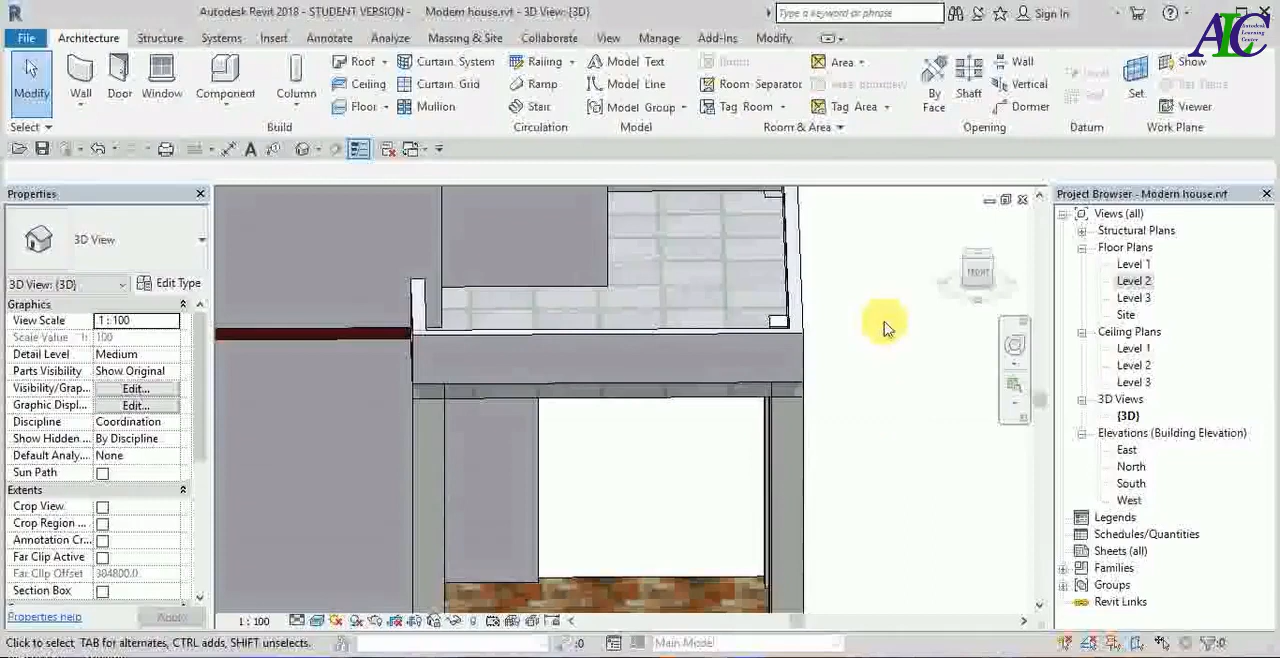 Autodesk Revit 2018 - STUDENT VERSION - Modern house.rvt - 3D View: {3D}
Type a keyword or phrase
Sign In
ALC
Autodesk Learning Center
File Architecture Structure Systems Insert Annotate Analyze Massing & Site Collaborate View Manage Add-Ins Modify
Modify
Wall
Door
Window
Component
Column
Roof
Ceiling
Floor
Curtain System
Curtain Grid
Mullion
Railing
Ramp
Stair
Model Text
Model Line
Model Group
Room
Room Separator
Tag Room
Area
Area Boundary
Tag Area
By Face
Shaft
Wall
Vertical
Dormer
Level
Grid
Set
Show
Ref Plane
Viewer
Select Build Circulation Model Room & Area Opening Datum Work Plane
Properties
3D View
3D View: {3D}
Edit Type
Graphics
View Scale 1 : 100
Scale Value 1: 100
Detail Level Medium
Parts Visibility Show Original
Visibility/Grap... Edit...
Graphic Displ... Edit...
Discipline Coordination
Show Hidden ... By Discipline
Default Analy... None
Sun Path
Extents
Crop View
Crop Region ...
Annotation Cr...
Far Clip Active
Far Clip Offset 304800.0
Section Box
Properties help
Apply
FRONT
Project Browser - Modern house.rvt
Views (all)
Structural Plans
Floor Plans
Level 1
Level 2
Level 3
Site
Ceiling Plans
Level 1
Level 2
Level 3
3D Views
{3D}
Elevations (Building Elevation)
East
North
South
West
Legends
Schedules/Quantities
Sheets (all)
Families
Groups
Revit Links
1 : 100
Click to select, TAB for alternates, CTRL adds, SHIFT unselects.
:0
Main Model
:0